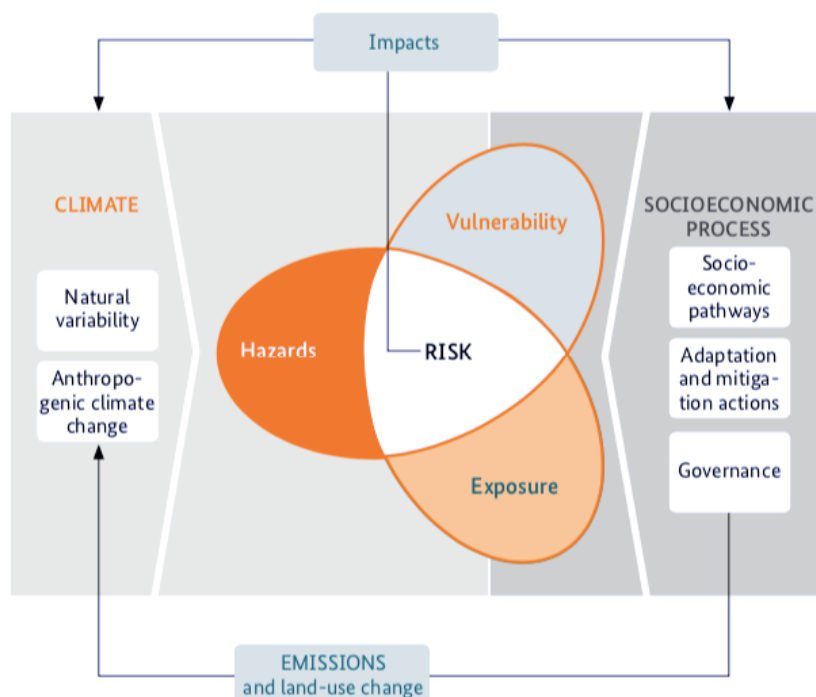 Impacts
CLIMATE
Natural
variability
Anthropo-
genic climate
change
Hazards
Vulnerability
RISK
Exposure
SOCIOECONOMIC
PROCESS
Socio-
economic
pathways
Adaptation
and mitiga-
tion actions
Governance
EMISSIONS
and land-use change